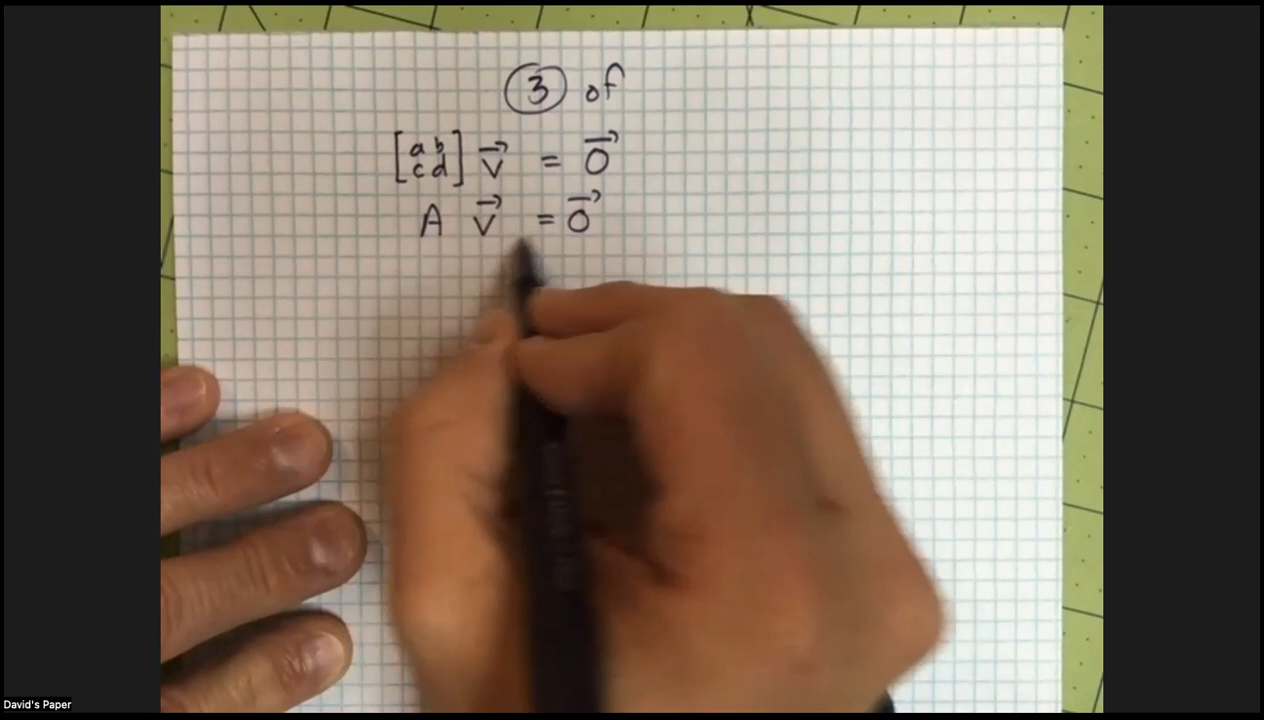 3 of
[a b
c d] v⃗ = 0⃗
A v⃗ = 0⃗
David's Paper